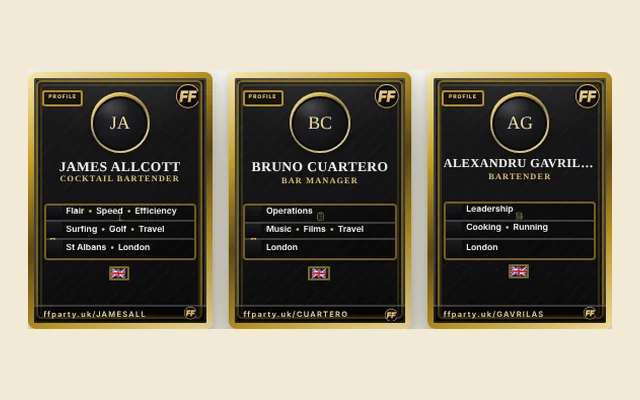 PROFILE
FF
JA
JAMES ALLCOTT
COCKTAIL BARTENDER
Flair • Speed • Efficiency
Surfing • Golf • Travel
St Albans • London
ffparty.uk/JAMESALL
FF
PROFILE
FF
BC
BRUNO CUARTERO
BAR MANAGER
Operations
Music • Films • Travel
London
ffparty.uk/CUARTERO
FF
PROFILE
FF
AG
ALEXANDRU GAVRIL...
BARTENDER
Leadership
Cooking • Running
London
ffparty.uk/GAVRILAS
FF